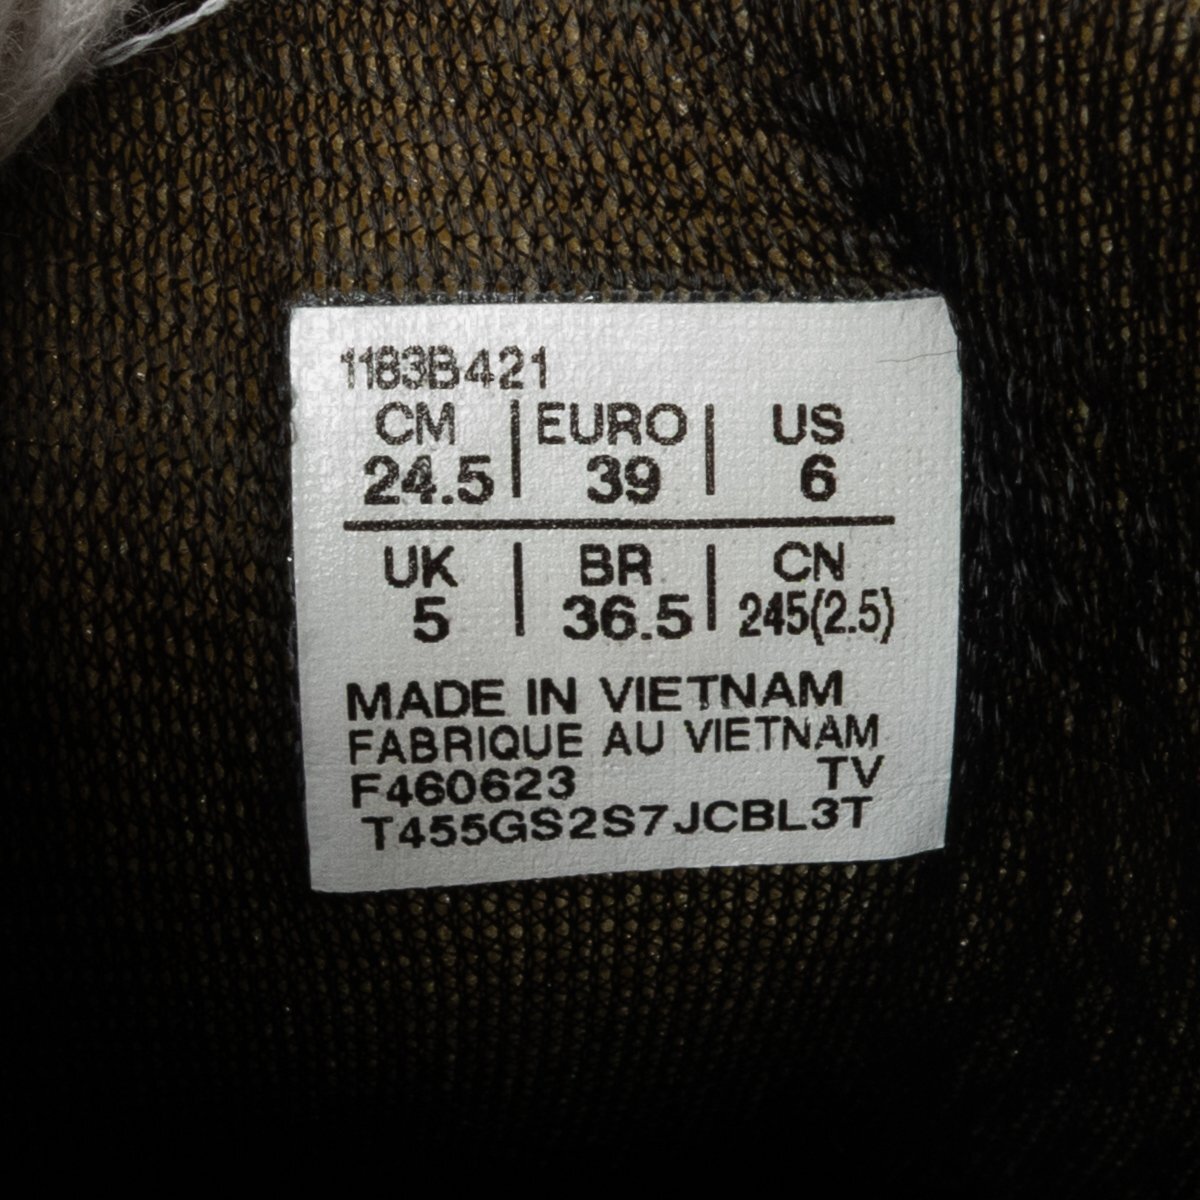 1183B421
CM | EURO | US
24.5 | 39 | 6
UK | BR | CN
5 | 36.5 | 245(2.5)
MADE IN VIETNAM
FABRIQUE AU VIETNAM
F460623 TV
T455GS2S7JCBL3T